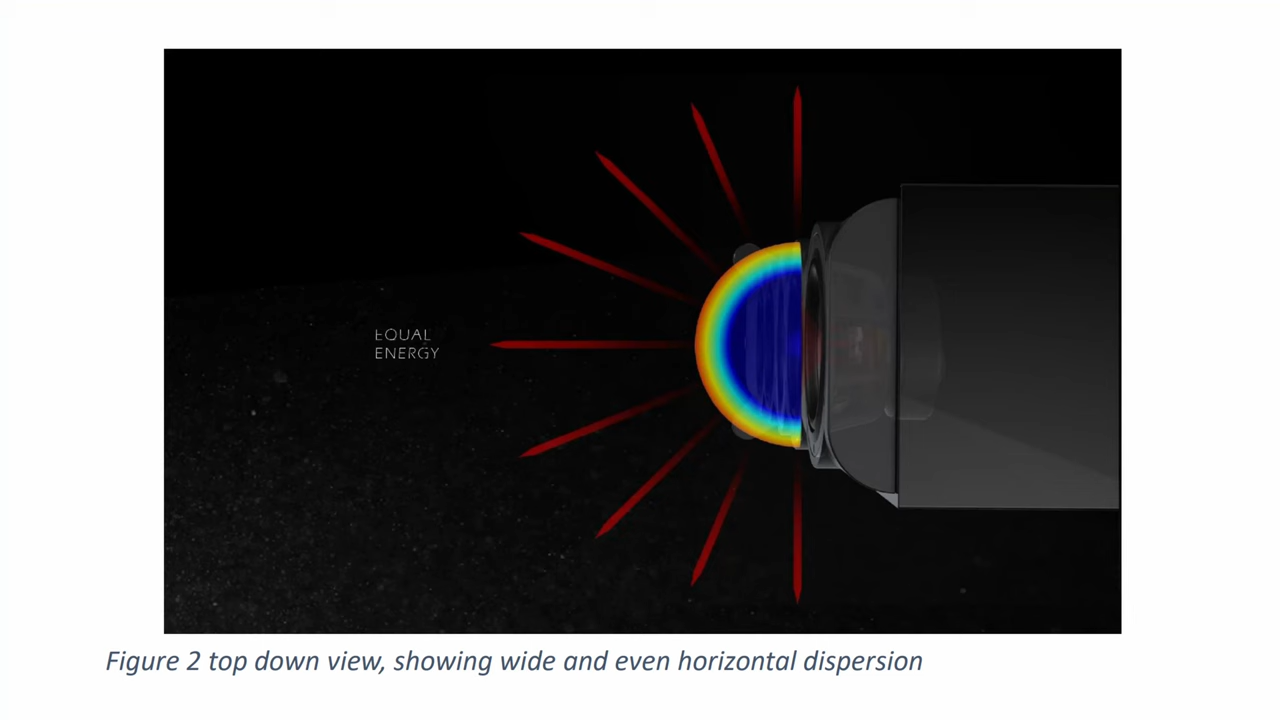 EQUAL
ENERGY
Figure 2 top down view, showing wide and even horizontal dispersion